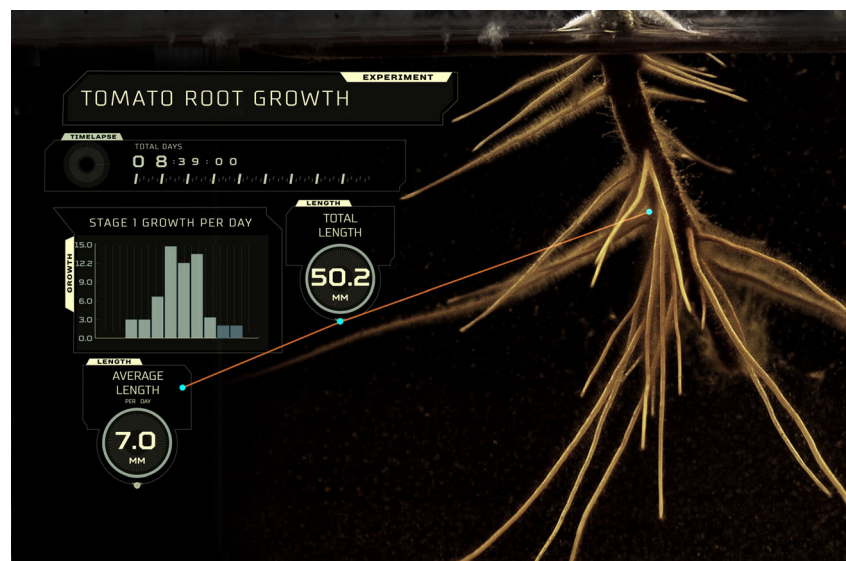 EXPERIMENT
TOMATO ROOT GROWTH
TIMELAPSE
TOTAL DAYS
08:39:00
STAGE 1 GROWTH PER DAY
GROWTH
15.0
12.2
9.0
6.0
3.0
0.0
LENGTH
TOTAL
LENGTH
50.2
MM
LENGTH
AVERAGE
LENGTH
PER DAY
7.0
MM